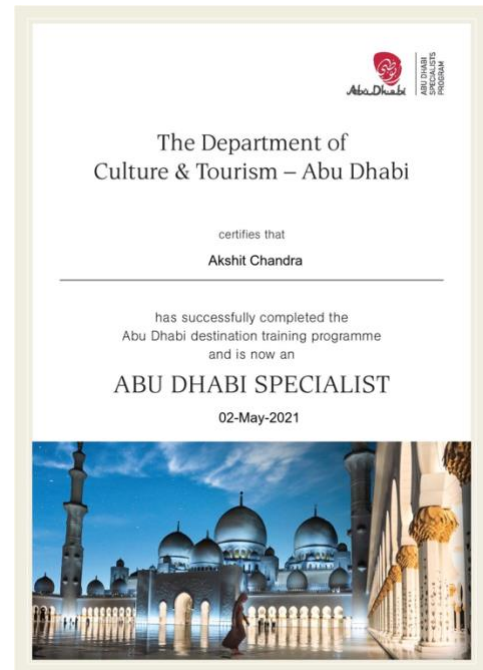 Abu Dhabi
ABU DHABI
SPECIALISTS
PROGRAM
The Department of
Culture & Tourism – Abu Dhabi
certifies that
Akshit Chandra
has successfully completed the
Abu Dhabi destination training programme
and is now an
ABU DHABI SPECIALIST
02-May-2021